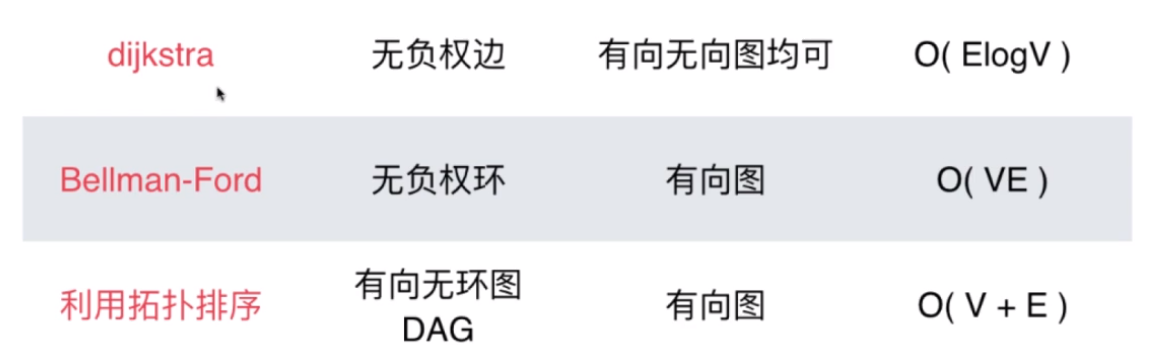 dijkstra 无负权边 有向无向图均可 O( ElogV )
Bellman-Ford 无负权环 有向图 O( VE )
利用拓扑排序 有向无环图 DAG 有向图 O( V + E )